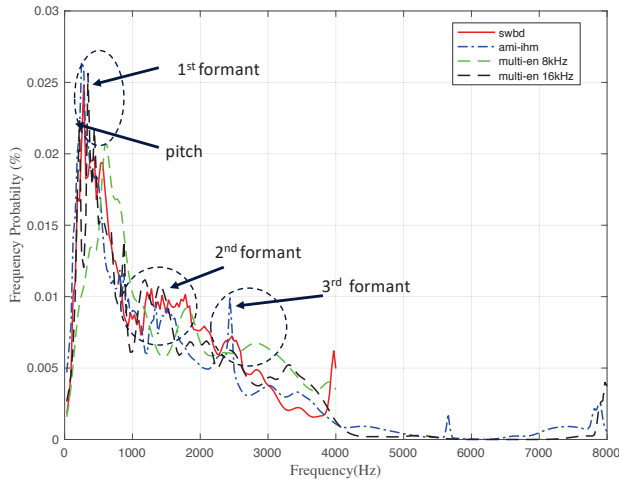 0.03
0.025
0.02
0.015
0.01
0.005
0
Frequency Probabilty (%)
swbd
ami-ihm
multi-en 8kHz
multi-en 16kHz
1st formant
pitch
2nd formant
3rd formant
0 1000 2000 3000 4000 5000 6000 7000 8000
Frequency(Hz)